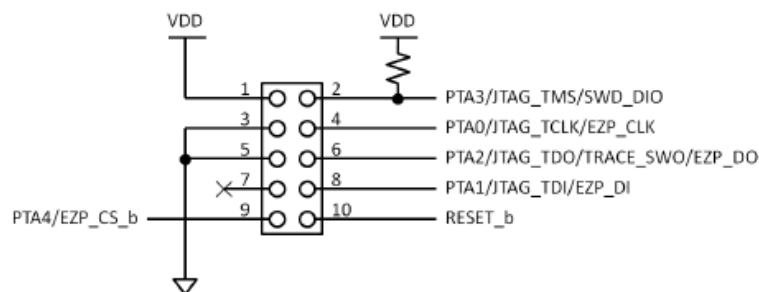 VDD
VDD
1
2
PTA3/JTAG_TMS/SWD_DIO
3
4
PTA0/JTAG_TCLK/EZP_CLK
5
6
PTA2/JTAG_TDO/TRACE_SWO/EZP_DO
7
8
PTA1/JTAG_TDI/EZP_DI
PTA4/EZP_CS_b
9
10
RESET_b